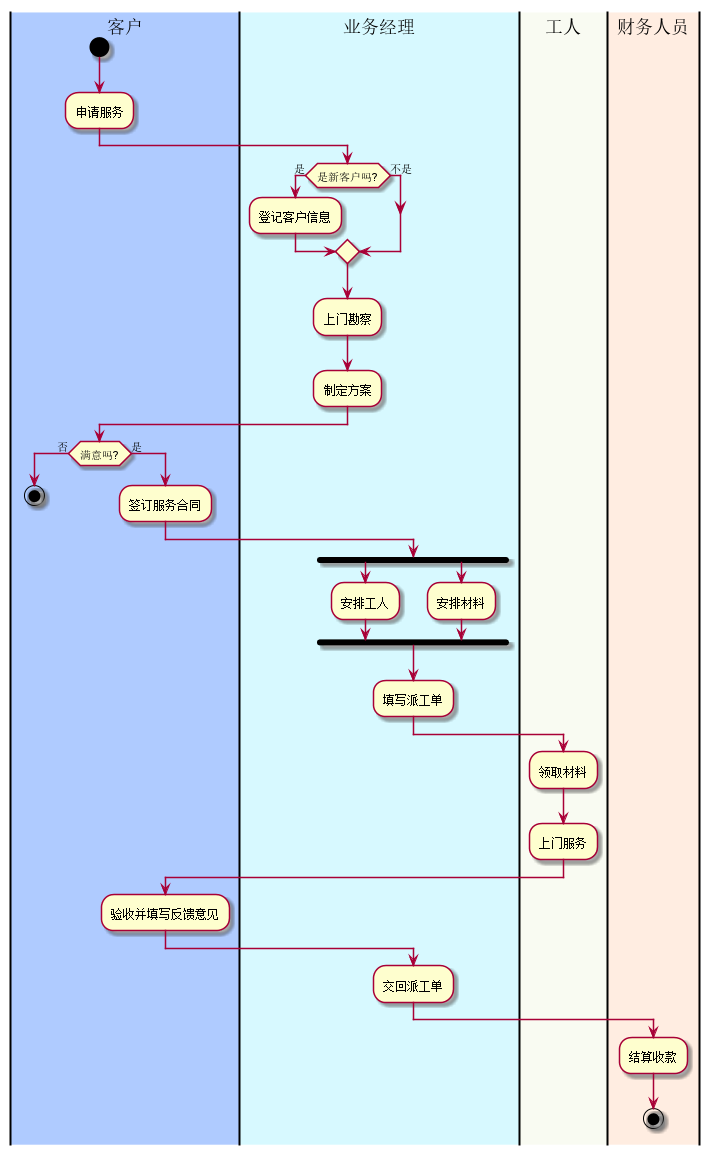 客户
业务经理
工人
财务人员
申请服务
是
是新客户吗?
不是
登记客户信息
上门勘察
制定方案
否
满意吗?
是
签订服务合同
安排工人
安排材料
填写派工单
领取材料
上门服务
验收并填写反馈意见
交回派工单
结算收款